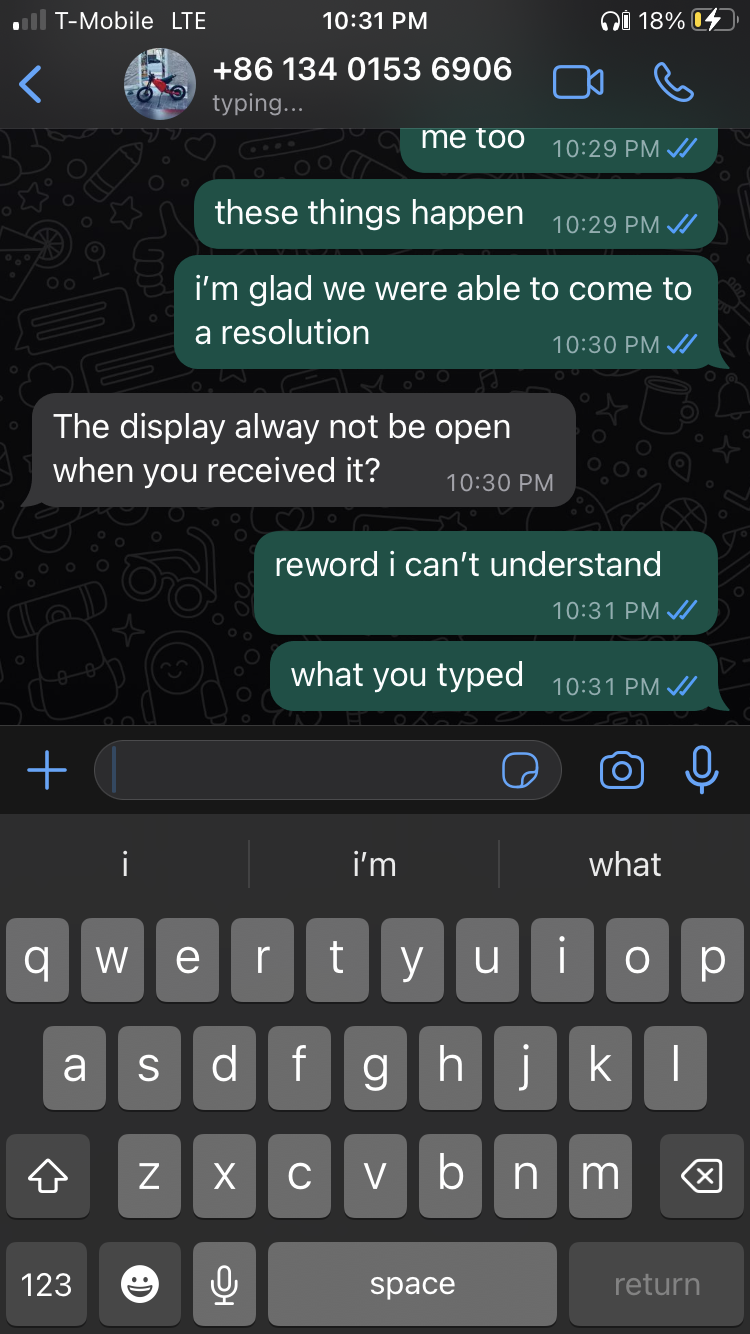 T-Mobile LTE 10:31 PM 18%
+86 134 0153 6906
typing...
me too 10:29 PM
these things happen 10:29 PM
i'm glad we were able to come to
a resolution 10:30 PM
The display alway not be open
when you received it? 10:30 PM
reword i can't understand
10:31 PM
what you typed 10:31 PM
i i'm what
q w e r t y u i o p
a s d f g h j k l
z x c v b n m
123 space return